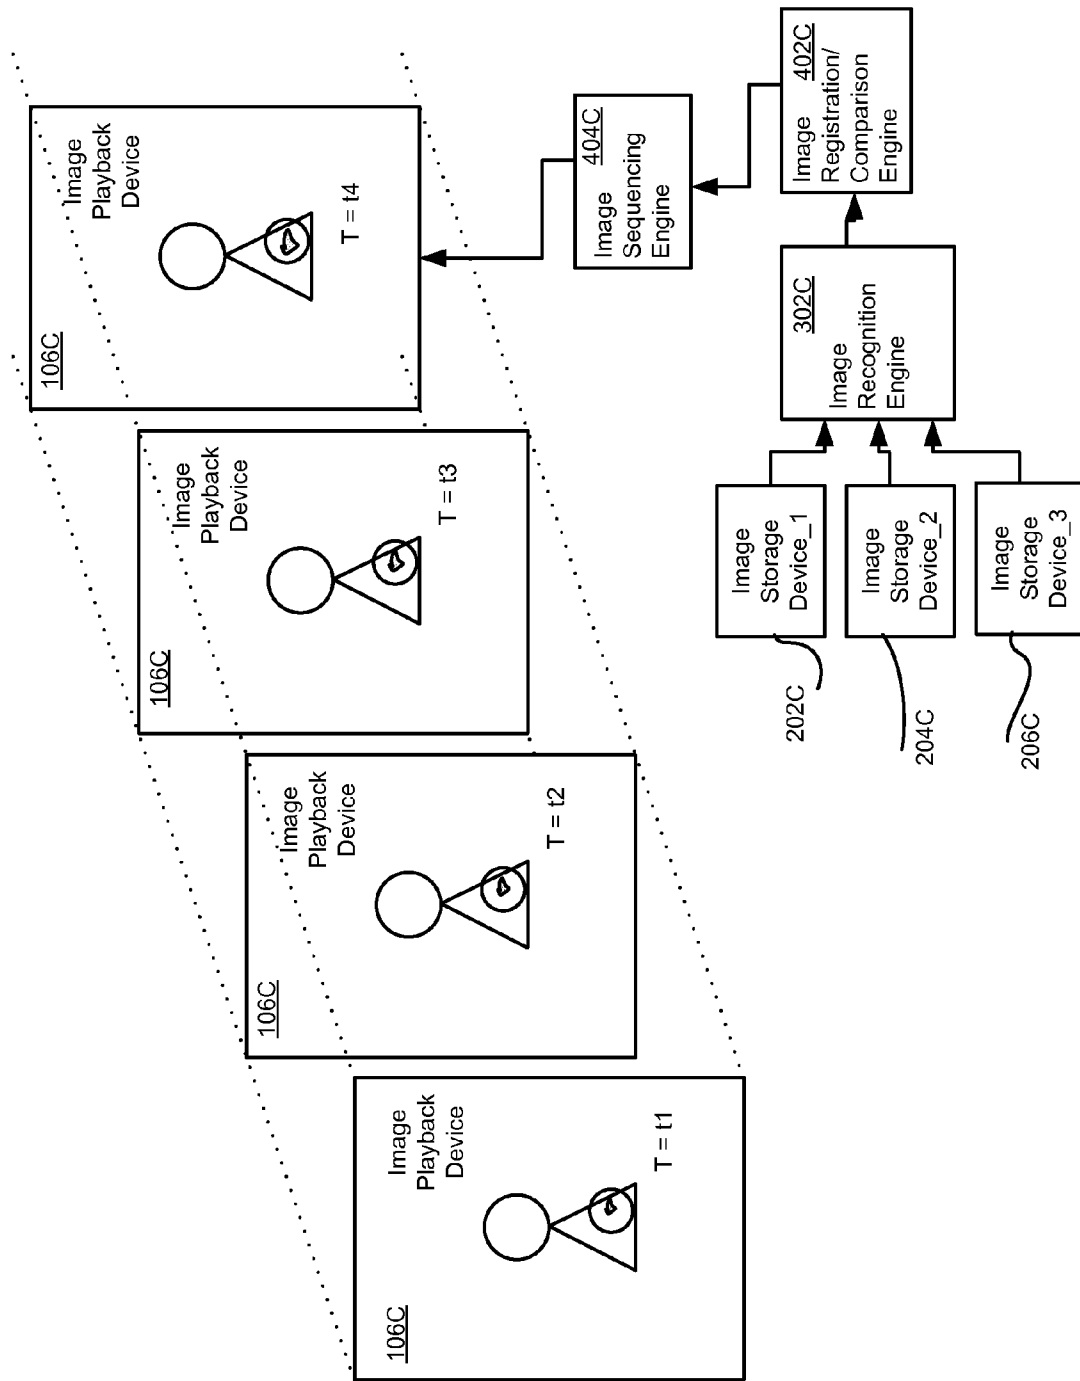 106C
Image
Playback
Device
T = t1
106C
Image
Playback
Device
T = t2
106C
Image
Playback
Device
T = t3
106C
Image
Playback
Device
T = t4
202C
Image
Storage
Device_1
204C
Image
Storage
Device_2
206C
Image
Storage
Device_3
302C
Image
Recognition
Engine
404C
Image
Sequencing
Engine
402C
Image
Registration/
Comparison
Engine